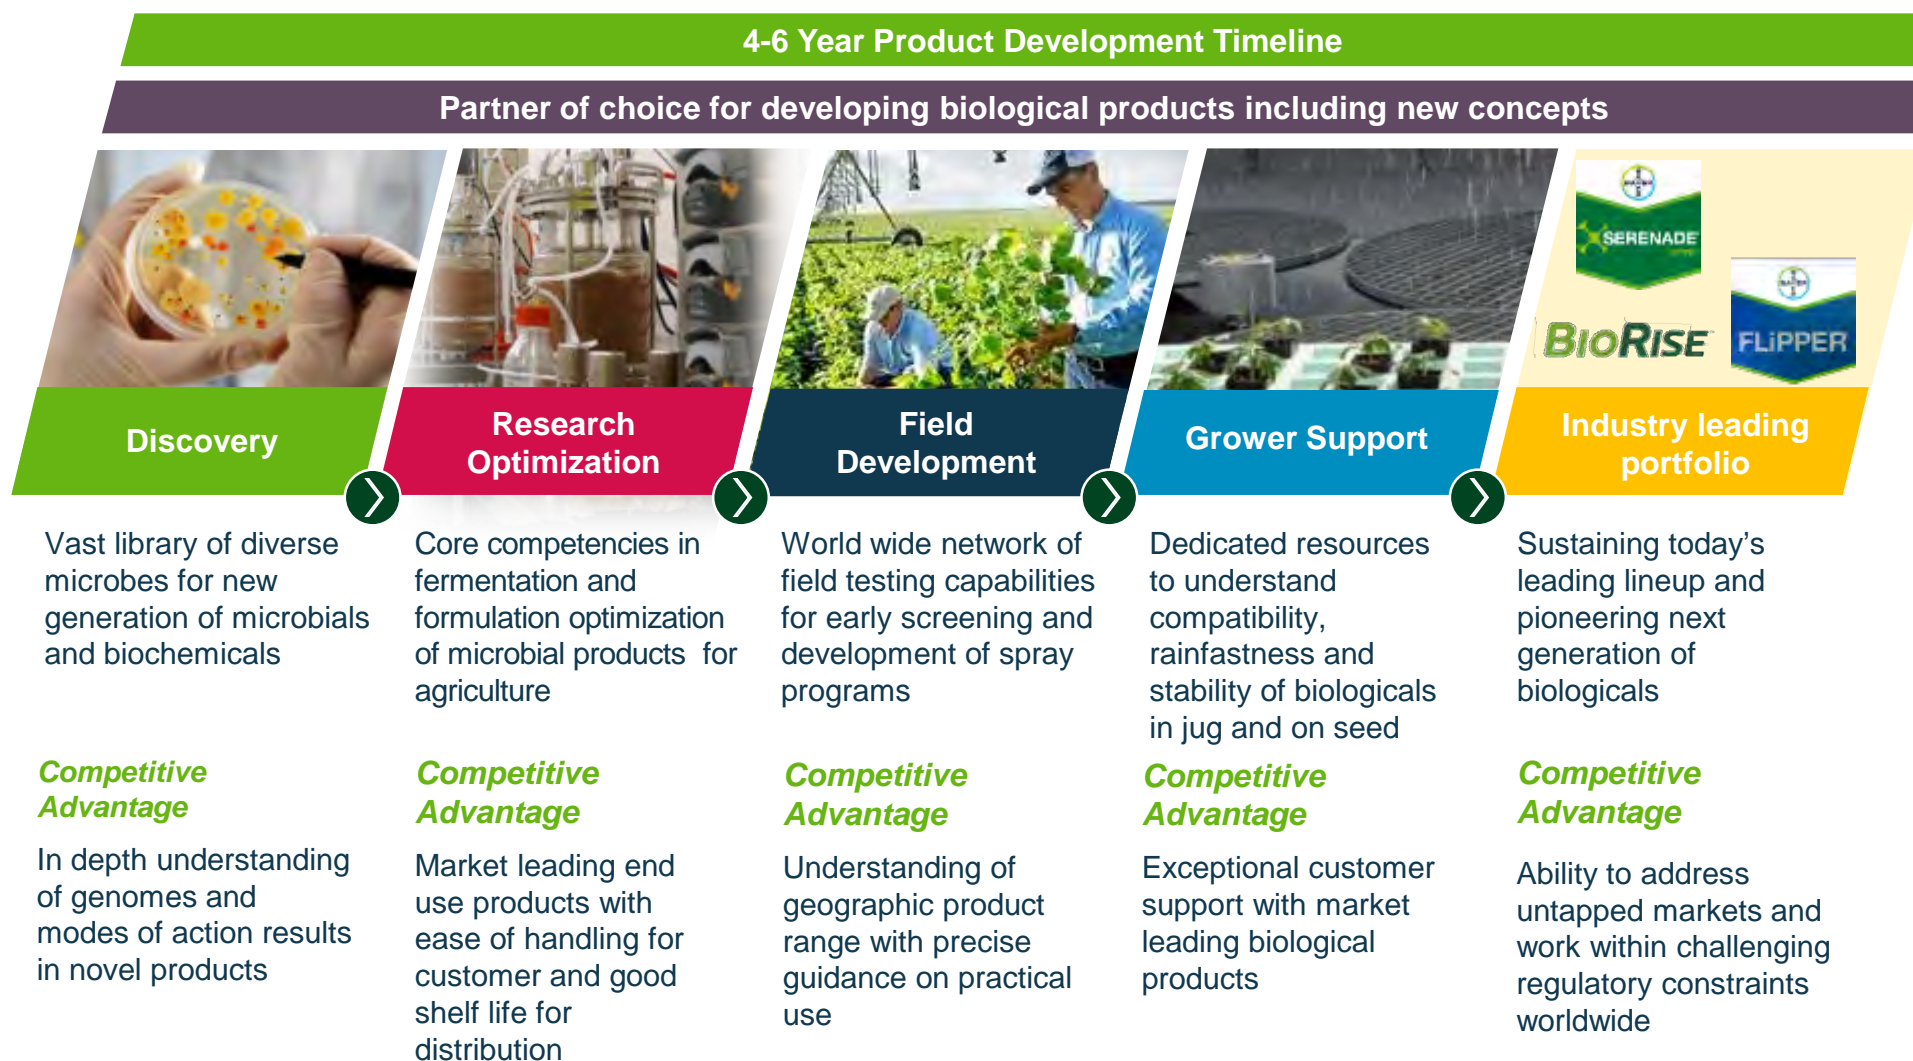 4-6 Year Product Development Timeline
Partner of choice for developing biological products including new concepts
BAYER
SERENADE
BIORISE
BAYER
FLiPPER
Discovery
Research
Optimization
Field
Development
Grower Support
Industry leading
portfolio
Vast library of diverse
microbes for new
generation of microbials
and biochemicals
Competitive
Advantage
In depth understanding
of genomes and
modes of action results
in novel products
Core competencies in
fermentation and
formulation optimization
of microbial products  for
agriculture
Competitive
Advantage
Market leading end
use products with
ease of handling for
customer and good
shelf life for
distribution
World wide network of
field testing capabilities
for early screening and
development of spray
programs
Competitive
Advantage
Understanding of
geographic product
range with precise
guidance on practical
use
Dedicated resources
to understand
compatibility,
rainfastness and
stability of biologicals
in jug and on seed
Competitive
Advantage
Exceptional customer
support with market
leading biological
products
Sustaining today’s
leading lineup and
pioneering next
generation of
biologicals
Competitive
Advantage
Ability to address
untapped markets and
work within challenging
regulatory constraints
worldwide